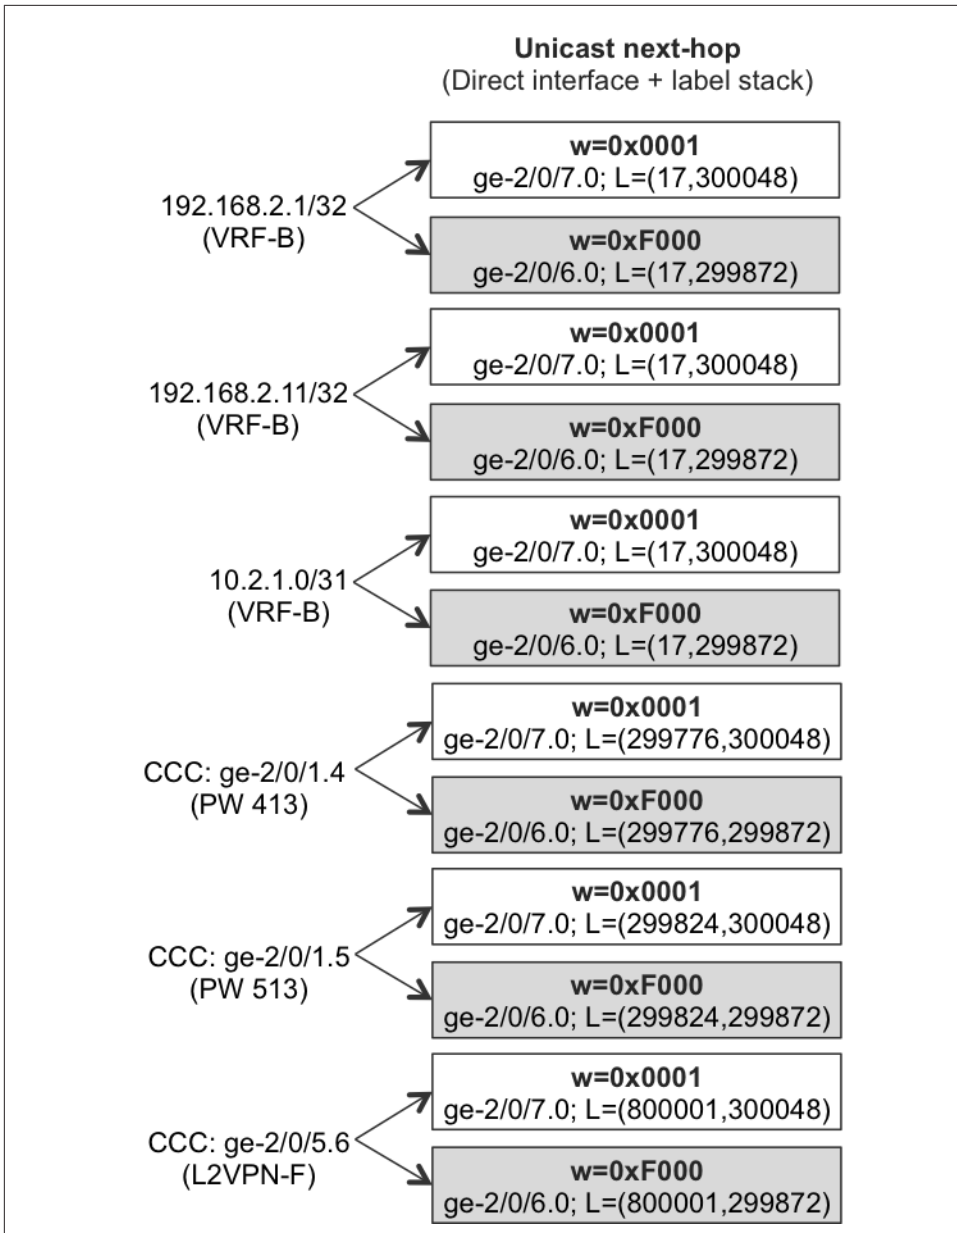 Unicast next-hop
(Direct interface + label stack)
192.168.2.1/32
(VRF-B)
w=0x0001
ge-2/0/7.0; L=(17,300048)
w=0xF000
ge-2/0/6.0; L=(17,299872)
192.168.2.11/32
(VRF-B)
w=0x0001
ge-2/0/7.0; L=(17,300048)
w=0xF000
ge-2/0/6.0; L=(17,299872)
10.2.1.0/31
(VRF-B)
w=0x0001
ge-2/0/7.0; L=(17,300048)
w=0xF000
ge-2/0/6.0; L=(17,299872)
CCC: ge-2/0/1.4
(PW 413)
w=0x0001
ge-2/0/7.0; L=(299776,300048)
w=0xF000
ge-2/0/6.0; L=(299776,299872)
CCC: ge-2/0/1.5
(PW 513)
w=0x0001
ge-2/0/7.0; L=(299824,300048)
w=0xF000
ge-2/0/6.0; L=(299824,299872)
CCC: ge-2/0/5.6
(L2VPN-F)
w=0x0001
ge-2/0/7.0; L=(800001,300048)
w=0xF000
ge-2/0/6.0; L=(800001,299872)